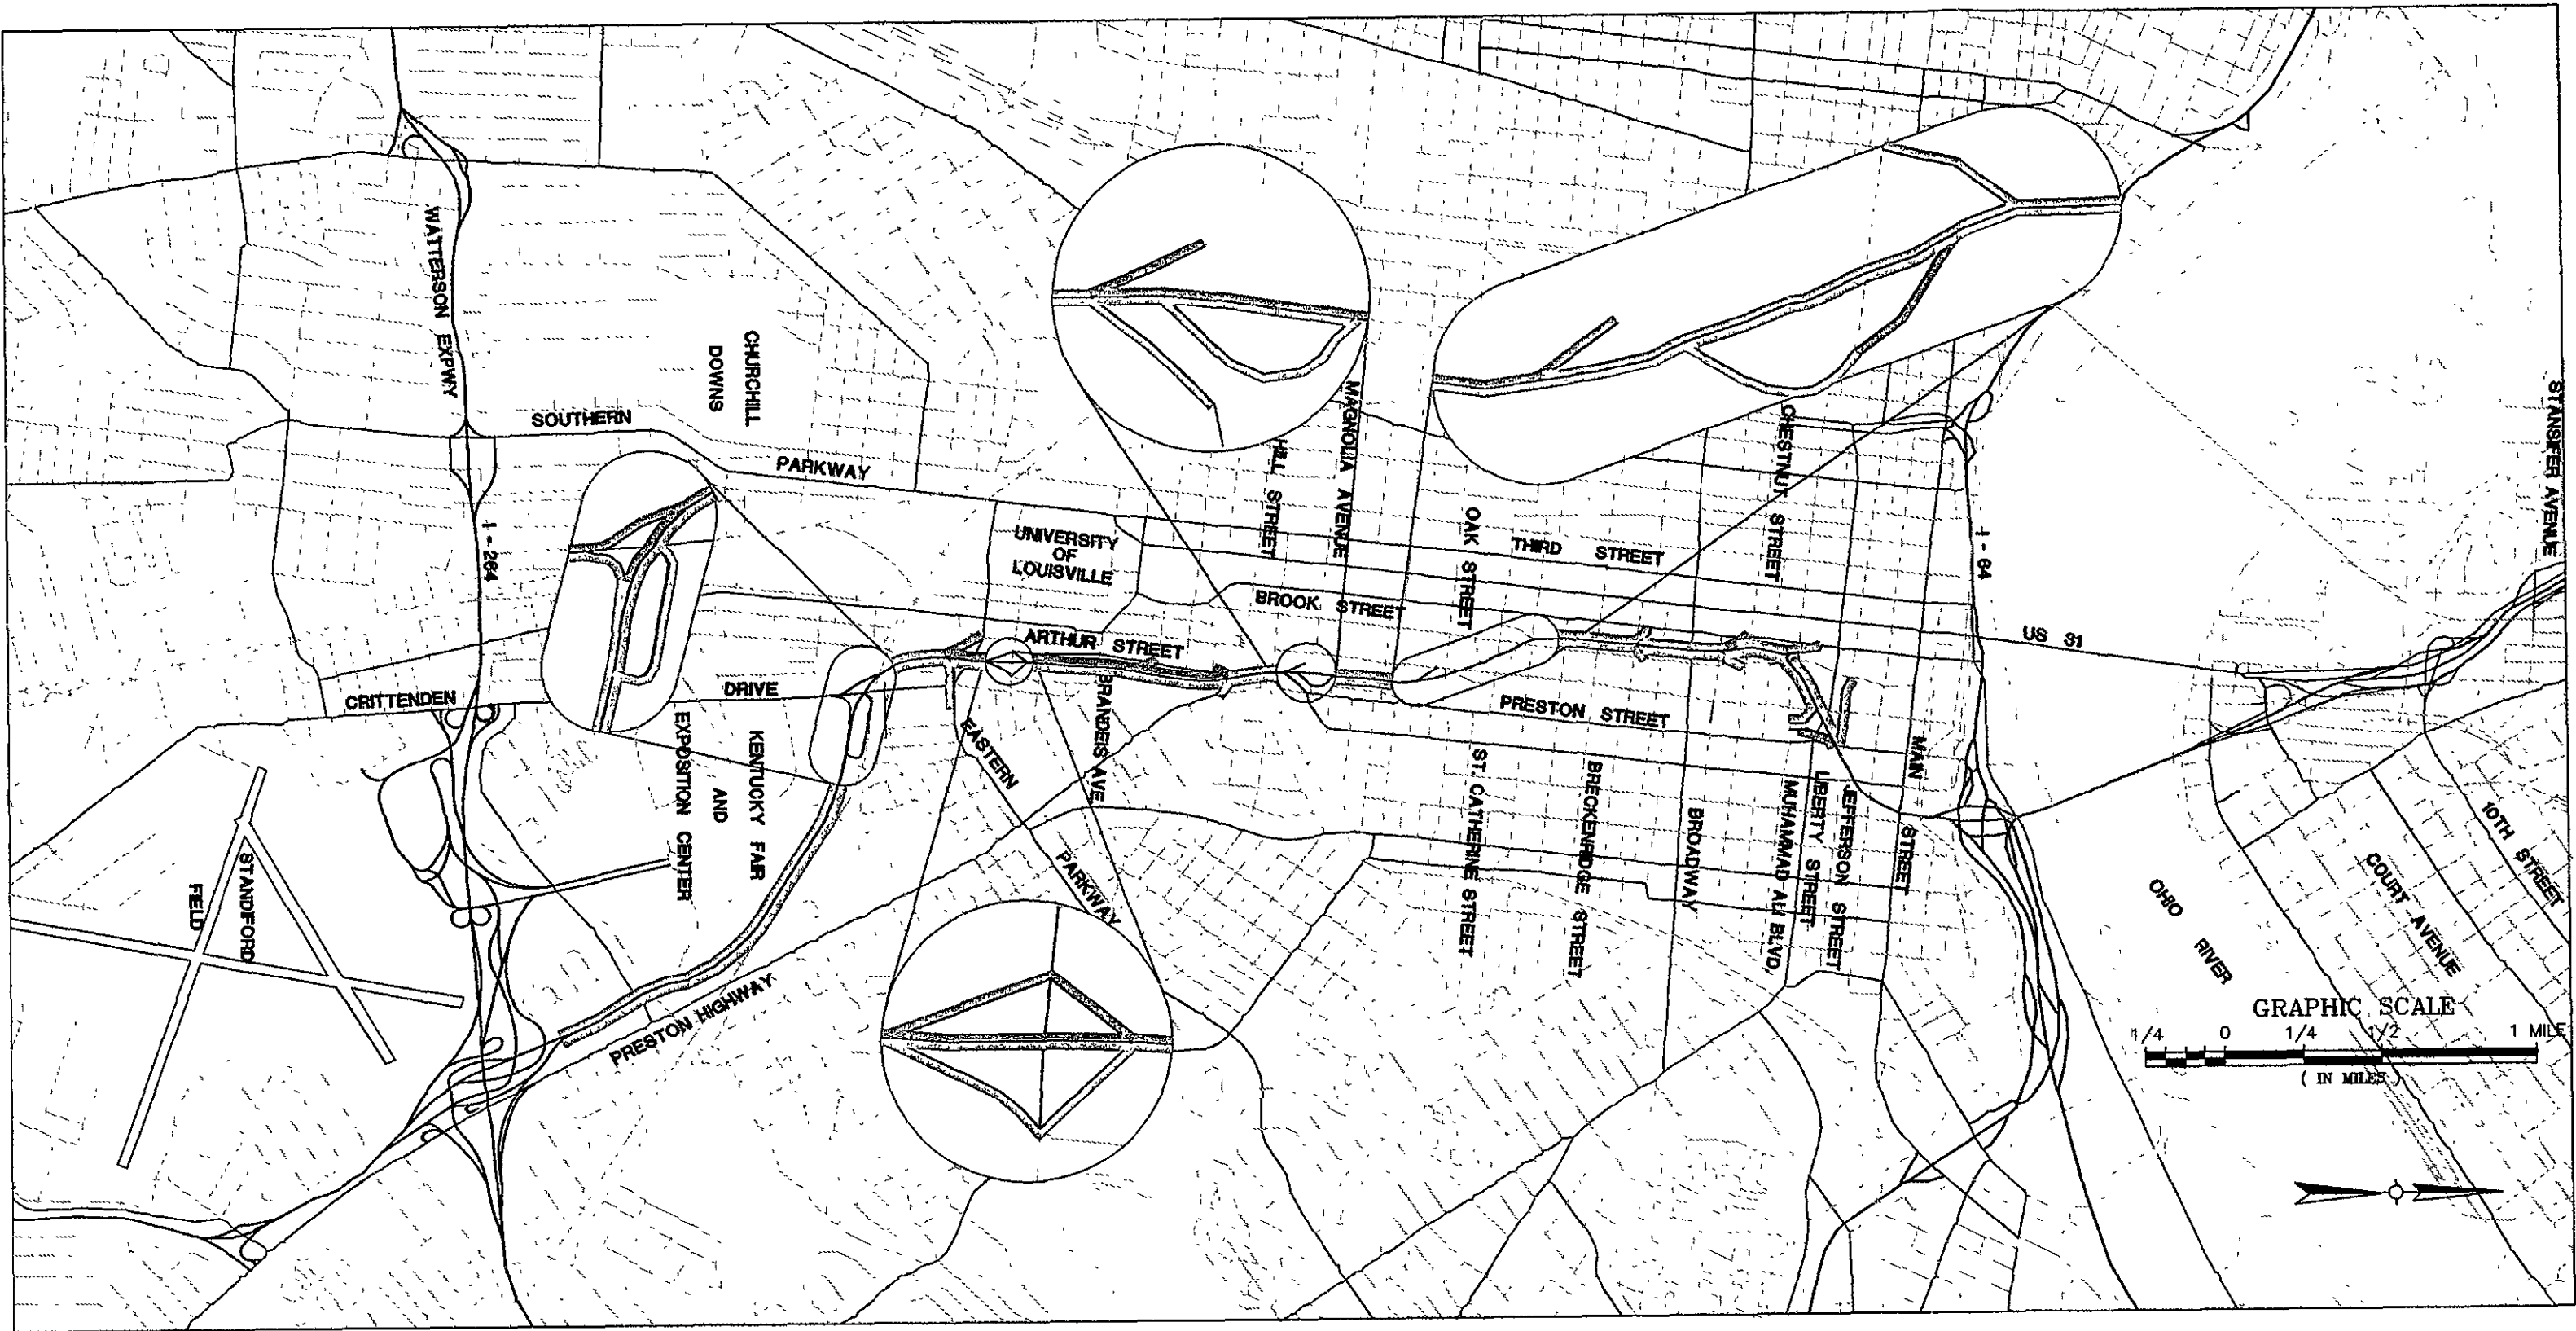 WATTERSON EXPWY
CHURCHILL
DOWNS
SOUTHERN
PARKWAY
I - 264
UNIVERSITY
OF
LOUISVILLE
HILL STREET
MAGNOLIA AVENUE
OAK STREET
THIRD STREET
CHESTNUT STREET
I - 64
STANSIFER AVENUE
BROOK STREET
ARTHUR STREET
US 31
CRITTENDEN DRIVE
PRESTON STREET
KENTUCKY FAIR
AND
EXPOSITION CENTER
EASTERN PARKWAY
BRANDEIS AVE
ST. CATHERINE STREET
BRECKENRIDGE STREET
BROADWAY
MUHAMMAD ALI BLVD.
LIBERTY STREET
JEFFERSON STREET
MAIN STREET
OHIO RIVER
COURT AVENUE
10TH STREET
STANDIFORD
FIELD
PRESTON HIGHWAY
GRAPHIC SCALE
1/4 0 1/4 1/2 1 MILE
( IN MILES )